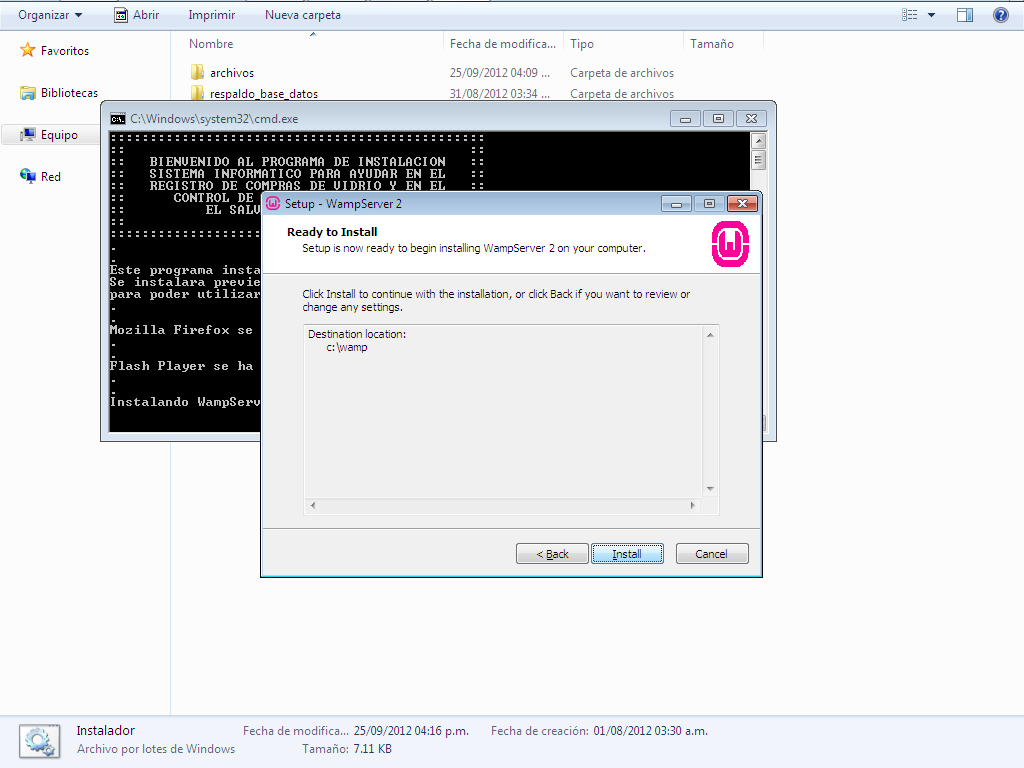 Organizar Abrir Imprimir Nueva carpeta
Nombre Fecha de modifica... Tipo Tamaño
Favoritos
Bibliotecas
Equipo
Red
archivos 25/09/2012 04:09 ... Carpeta de archivos
respaldo_base_datos 31/08/2012 03:34 ... Carpeta de archivos
C:\Windows\system32\cmd.exe
BIENVENIDO AL PROGRAMA DE INSTALACION
SISTEMA INFORMATICO PARA AYUDAR EN EL
REGISTRO DE COMPRAS DE VIDRIO Y EN EL
CONTROL DE
EL SALV
Este programa insta
Se instalara previe
para poder utilizar
Mozilla Firefox se
Flash Player se ha
Instalando WampServ
Setup - WampServer 2
Ready to Install
Setup is now ready to begin installing WampServer 2 on your computer.
Click Install to continue with the installation, or click Back if you want to review or
change any settings.
Destination location:
c:\wamp
< Back Install Cancel
Instalador Fecha de modifica... 25/09/2012 04:16 p.m. Fecha de creación: 01/08/2012 03:30 a.m.
Archivo por lotes de Windows Tamaño: 7.11 KB